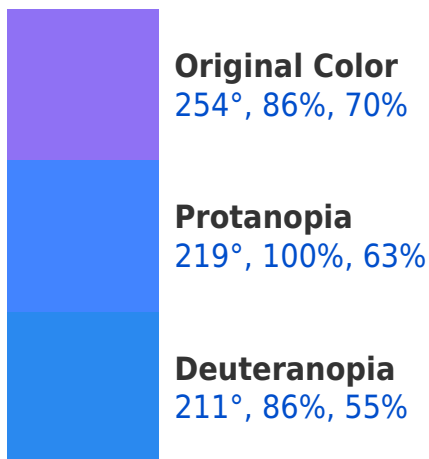 Original Color
254°, 86%, 70%
Protanopia
219°, 100%, 63%
Deuteranopia
211°, 86%, 55%